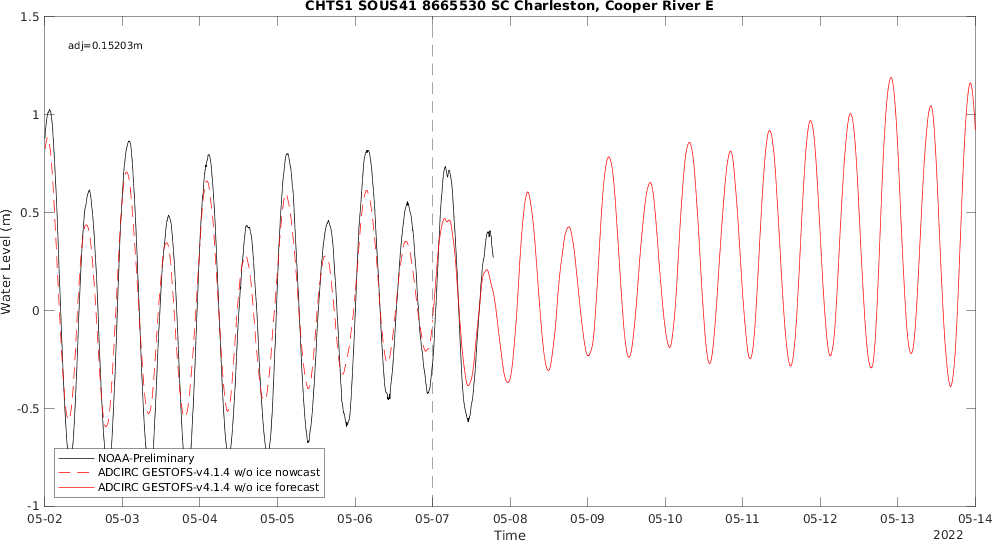 CHTS1 SOUS41 8665530 SC Charleston, Cooper River E
adj=0.15203m
Water Level (m)
1.5
1
0.5
0
-0.5
-1
NOAA-Preliminary
ADCIRC GESTOFS-v4.1.4 w/o ice nowcast
ADCIRC GESTOFS-v4.1.4 w/o ice forecast
05-02 05-03 05-04 05-05 05-06 05-07 05-08 05-09 05-10 05-11 05-12 05-13 05-14
Time
2022